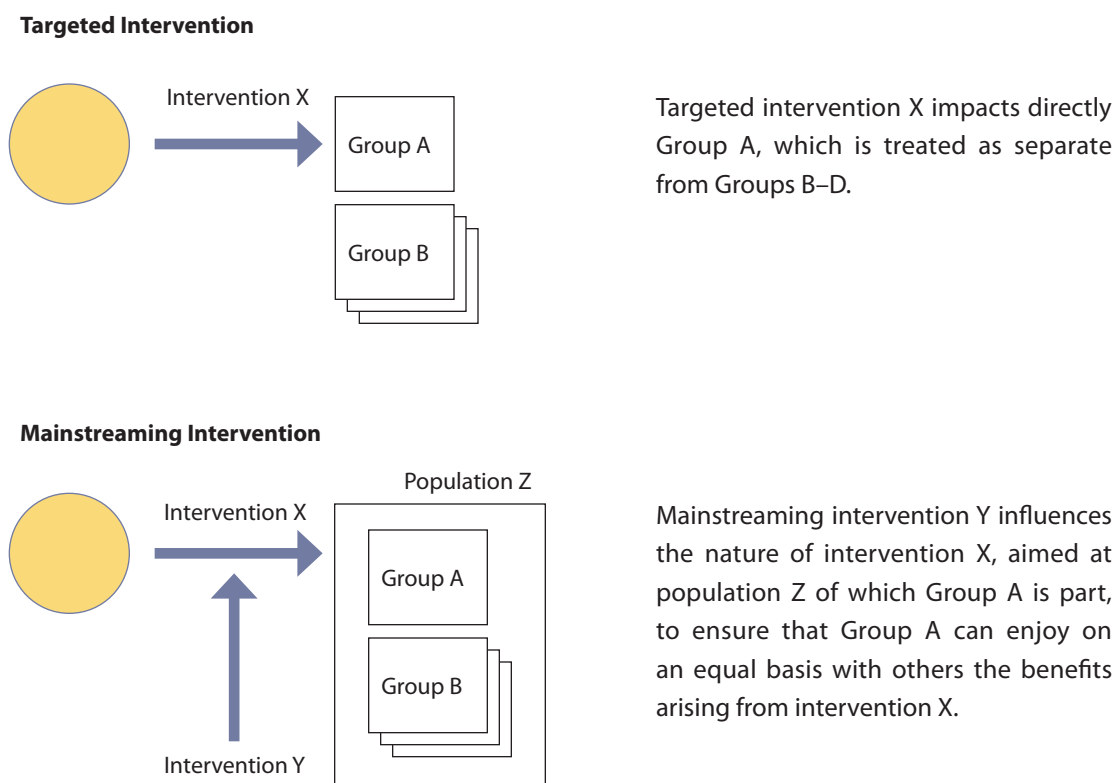 Targeted Intervention
Intervention X
Group A
Group B
Targeted intervention X impacts directly
Group A, which is treated as separate
from Groups B–D.
Mainstreaming Intervention
Population Z
Intervention X
Group A
Group B
Intervention Y
Mainstreaming intervention Y influences
the nature of intervention X, aimed at
population Z of which Group A is part,
to ensure that Group A can enjoy on
an equal basis with others the benefits
arising from intervention X.